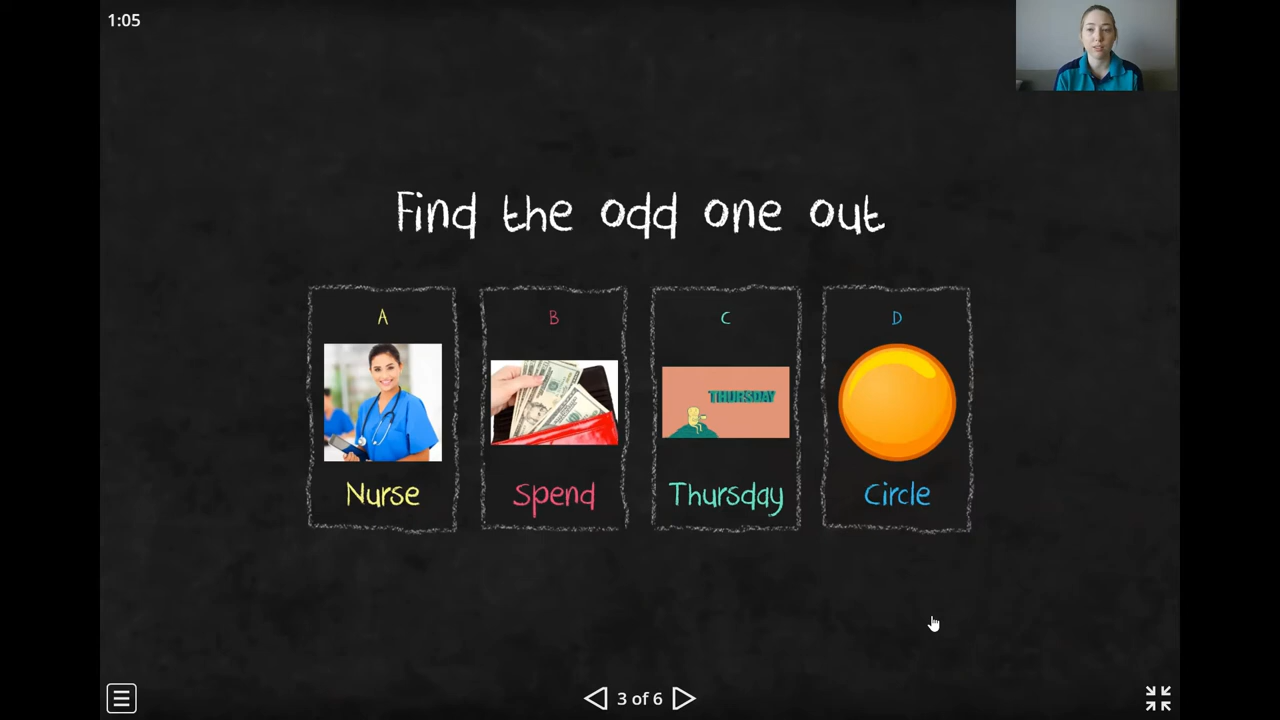 1:05
Find the odd one out
A
B
C
D
THURSDAY
Nurse
Spend
Thursday
Circle
3 of 6